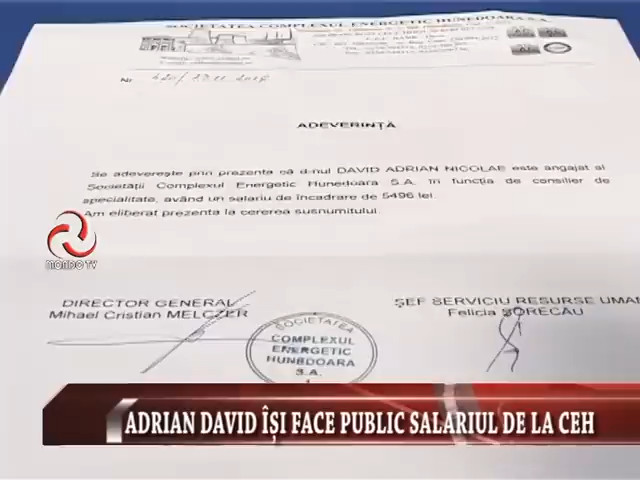 SOCIETATEA COMPLEXUL ENERGETIC HUNEDOARA S.A.
Nr.
ADEVERINȚĂ
Se adeverește prin prezenta că d-nul DAVID ADRIAN NICOLAE este angajat al
Societății Complexul Energetic Hunedoara S.A. în funcția de consilier de
specialitate, având un salariu de încadrare de 5496 lei.
Am eliberat prezenta la cererea susnumitului.
MONDO TV
DIRECTOR GENERAL
Mihael Cristian MELCZER
ȘEF SERVICIU RESURSE UMAN
Felicia ȘORECĂU
SOCIETATEA
COMPLEXUL
ENERGETIC
HUNEDOARA
S.A.
ADRIAN DAVID ÎȘI FACE PUBLIC SALARIUL DE LA CEH